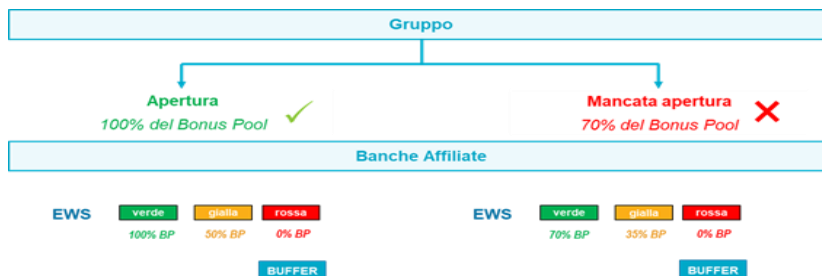 Gruppo
Apertura
100% del Bonus Pool
Mancata apertura
70% del Bonus Pool
Banche Affiliate
EWS verde gialla rossa
100% BP 50% BP 0% BP
BUFFER
EWS verde gialla rossa
70% BP 35% BP 0% BP
BUFFER